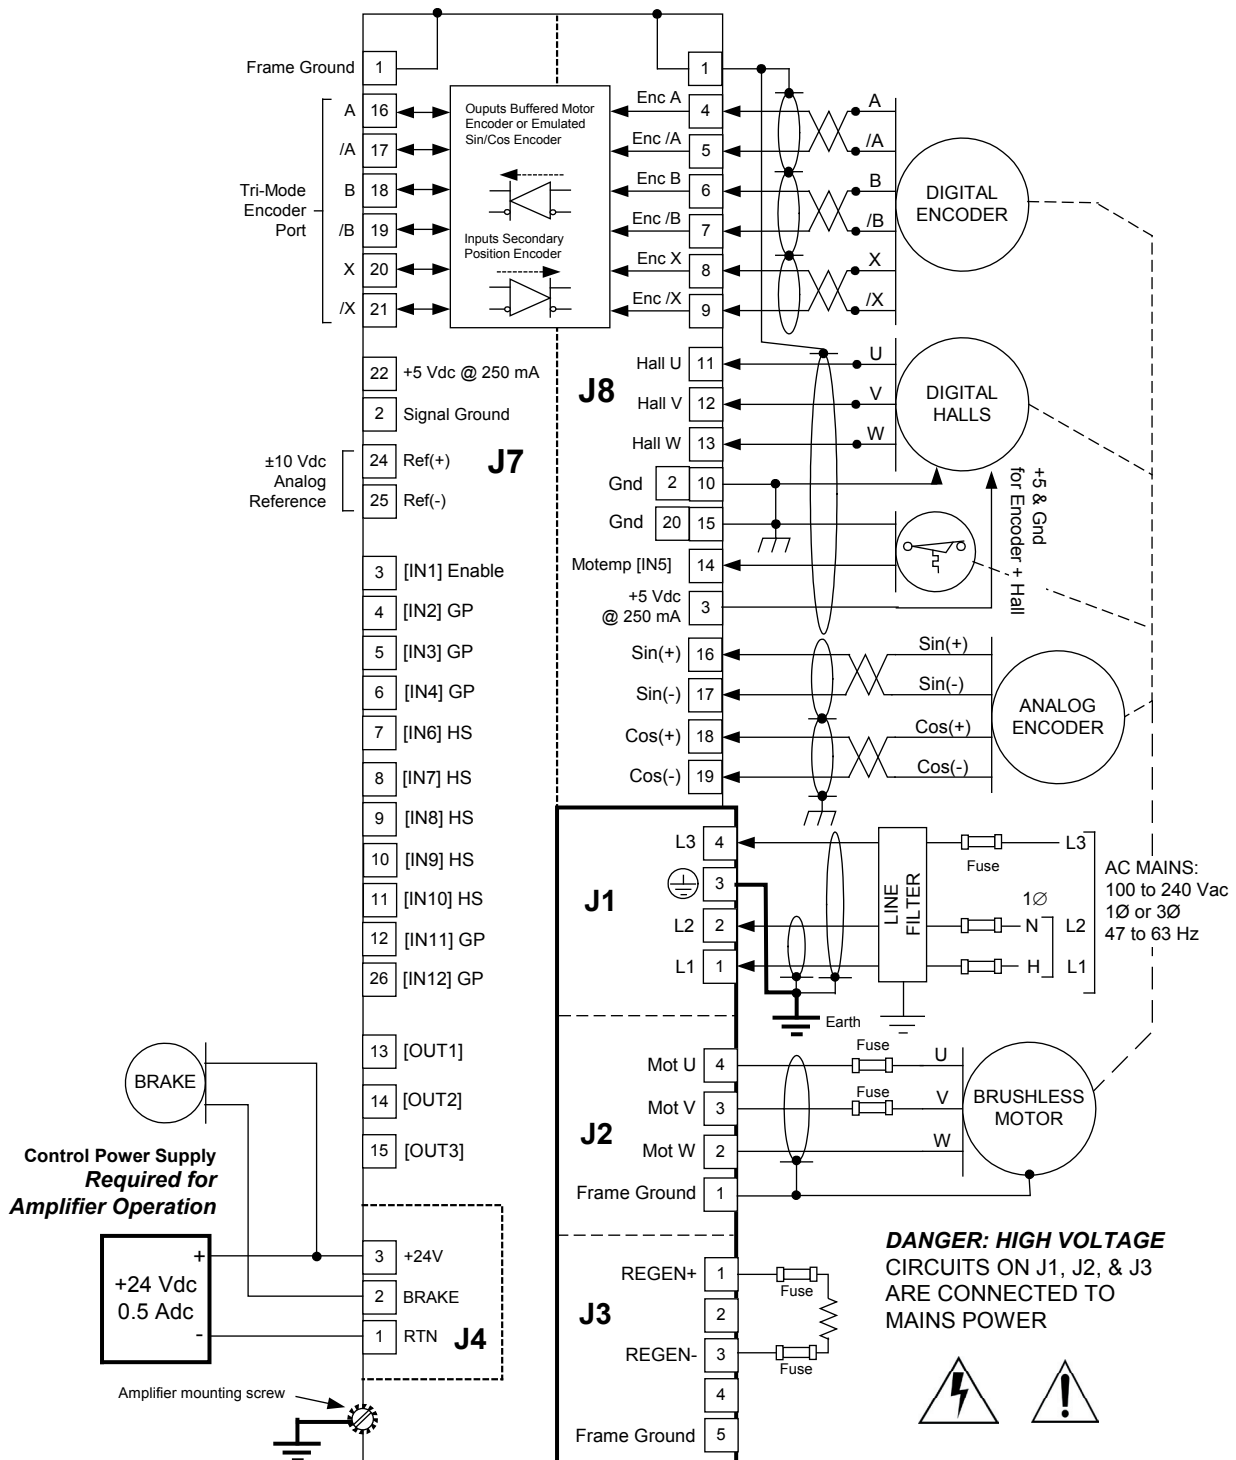 Frame Ground 1
A 16
/A 17
B 18
/B 19
X 20
/X 21
Tri-Mode
Encoder
Port
Ouputs Buffered Motor
Encoder or Emulated
Sin/Cos Encoder
Inputs Secondary
Position Encoder
1
Enc A 4 A
Enc /A 5 /A
Enc B 6 B
Enc /B 7 /B
Enc X 8 X
Enc /X 9 /X
DIGITAL
ENCODER
22 +5 Vdc @ 250 mA
2 Signal Ground
±10 Vdc
Analog
Reference
24 Ref(+)
25 Ref(-)
J7
J8
Hall U 11 U
Hall V 12 V
Hall W 13 W
DIGITAL
HALLS
Gnd 2 10
Gnd 20 15
Motemp [IN5] 14
+5 Vdc
@ 250 mA 3
+5 & Gnd
for Encoder + Hall
3 [IN1] Enable
4 [IN2] GP
5 [IN3] GP
6 [IN4] GP
7 [IN6] HS
8 [IN7] HS
9 [IN8] HS
10 [IN9] HS
11 [IN10] HS
12 [IN11] GP
26 [IN12] GP
Sin(+) 16 Sin(+)
Sin(-) 17 Sin(-)
Cos(+) 18 Cos(+)
Cos(-) 19 Cos(-)
ANALOG
ENCODER
J1
L3 4
3
L2 2
L1 1
LINE
FILTER
Fuse
L3
1Ø
N L2
H L1
AC MAINS:
100 to 240 Vac
1Ø or 3Ø
47 to 63 Hz
Earth
13 [OUT1]
14 [OUT2]
15 [OUT3]
BRAKE
Control Power Supply
Required for
Amplifier Operation
+
+24 Vdc
0.5 Adc
-
3 +24V
2 BRAKE
1 RTN
J4
Amplifier mounting screw
J2
Mot U 4 Fuse U
Mot V 3 Fuse V
Mot W 2 W
Frame Ground 1
BRUSHLESS
MOTOR
J3
REGEN+ 1
Fuse
2
REGEN- 3
Fuse
4
Frame Ground 5
DANGER: HIGH VOLTAGE
CIRCUITS ON J1, J2, & J3
ARE CONNECTED TO
MAINS POWER